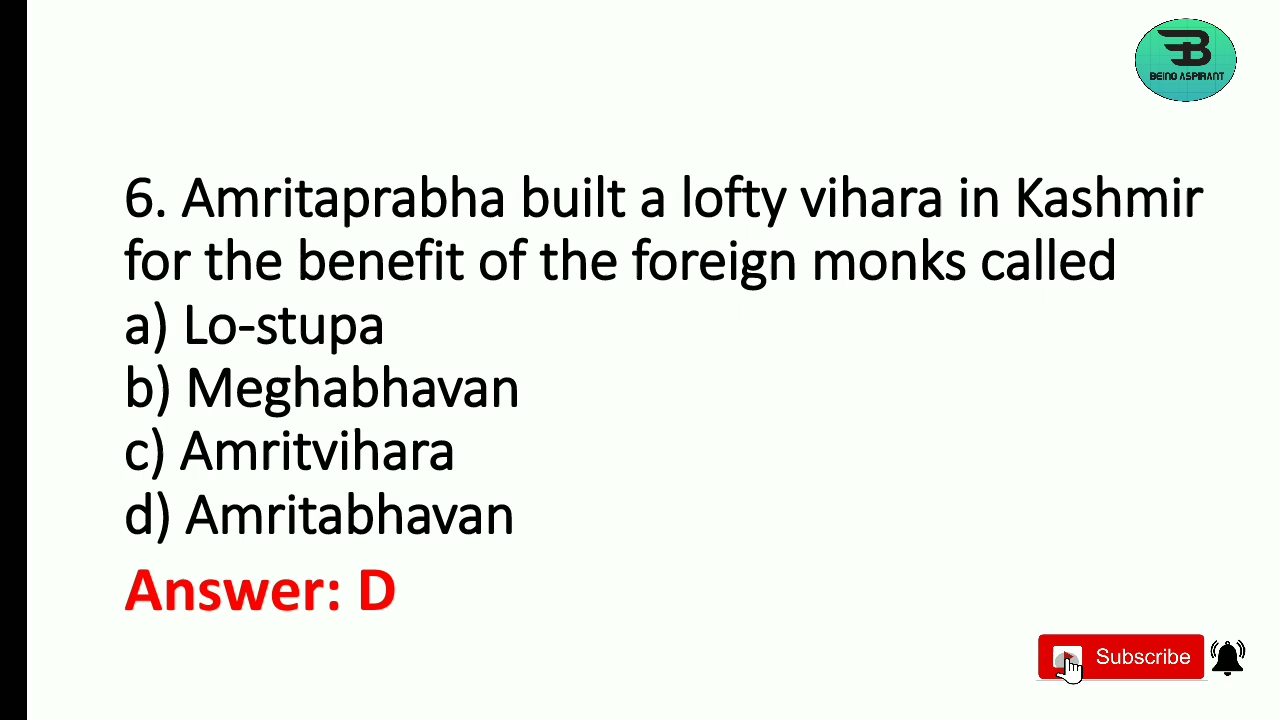 BEINO ASPIRANT
6. Amritaprabha built a lofty vihara in Kashmir
for the benefit of the foreign monks called
a) Lo-stupa
b) Meghabhavan
c) Amritvihara
d) Amritabhavan
Answer: D
Subscribe